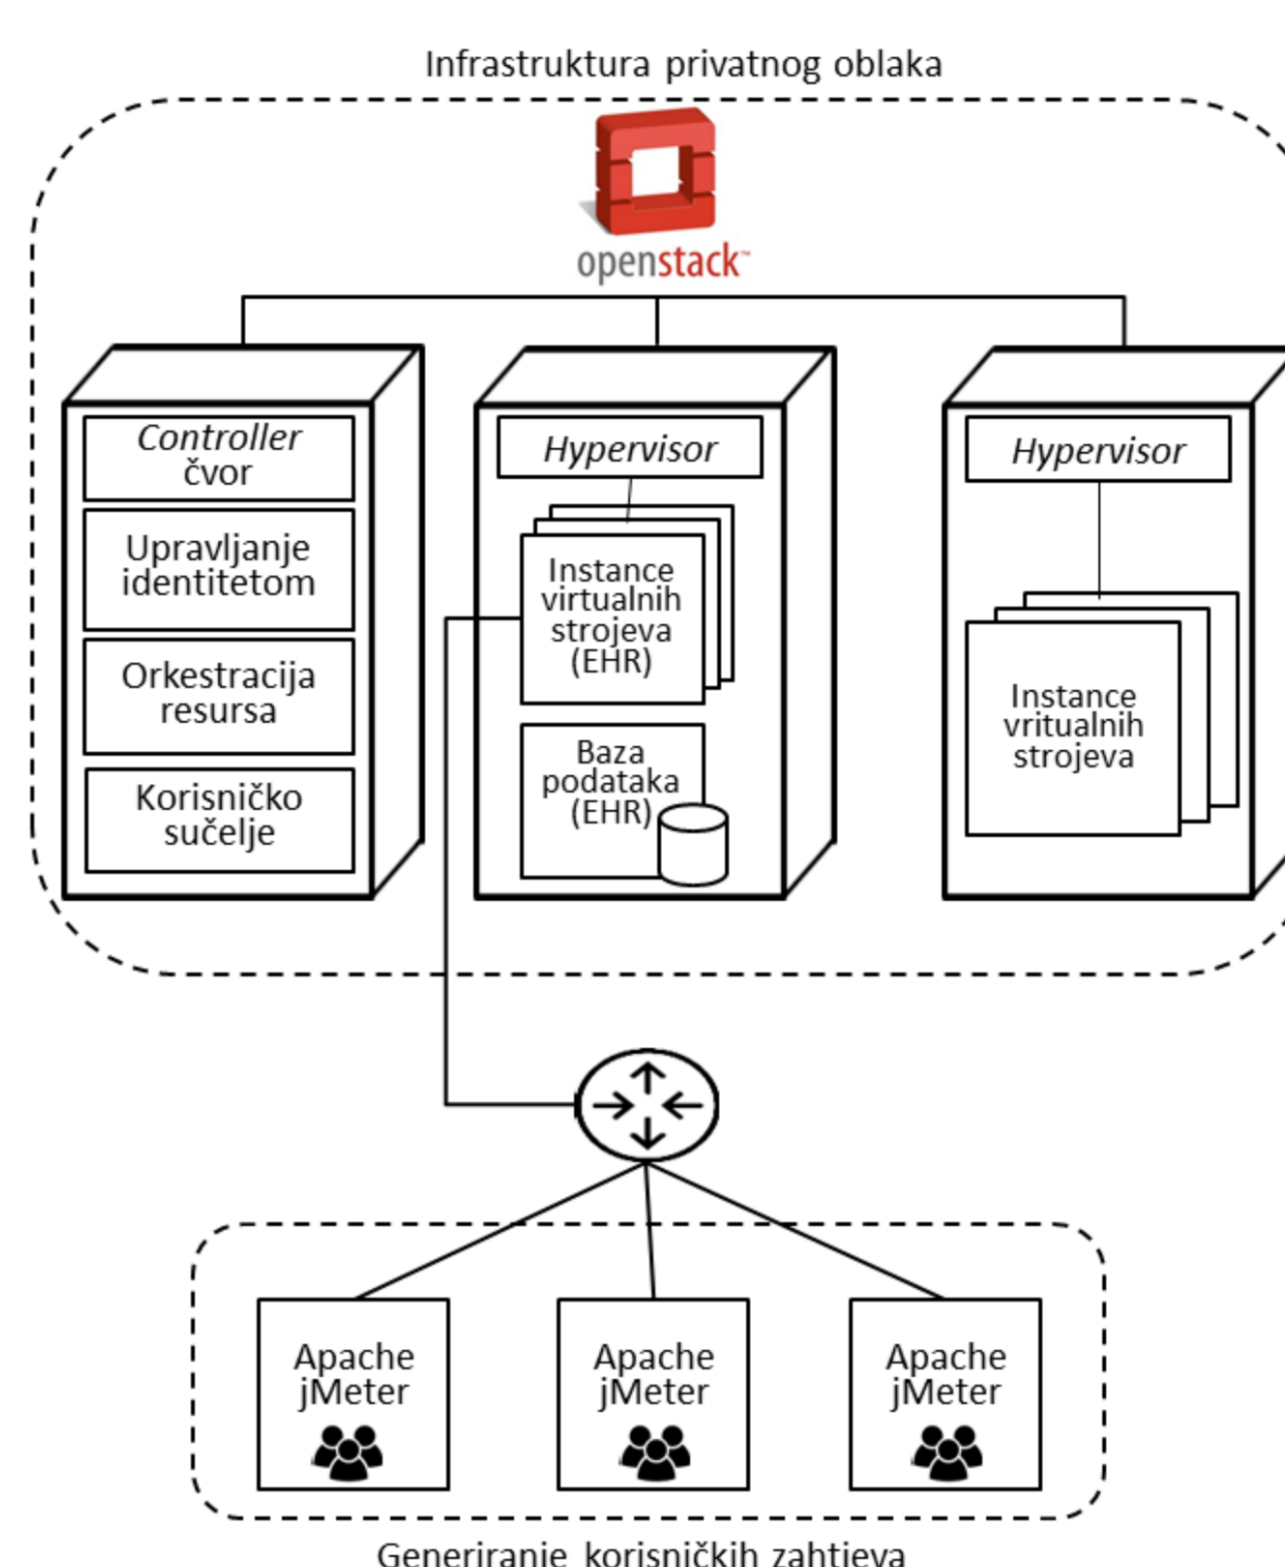 Infrastruktura privatnog oblaka
openstack™
Controller
čvor
Upravljanje
identitetom
Orkestracija
resursa
Korisničko
sučelje
Hypervisor
Instance
virtualnih
strojeva
(EHR)
Baza
podataka
(EHR)
Hypervisor
Instance
vritualnih
strojeva
Apache
jMeter
Apache
jMeter
Apache
jMeter
Generiranje korisničkih zahtjeva